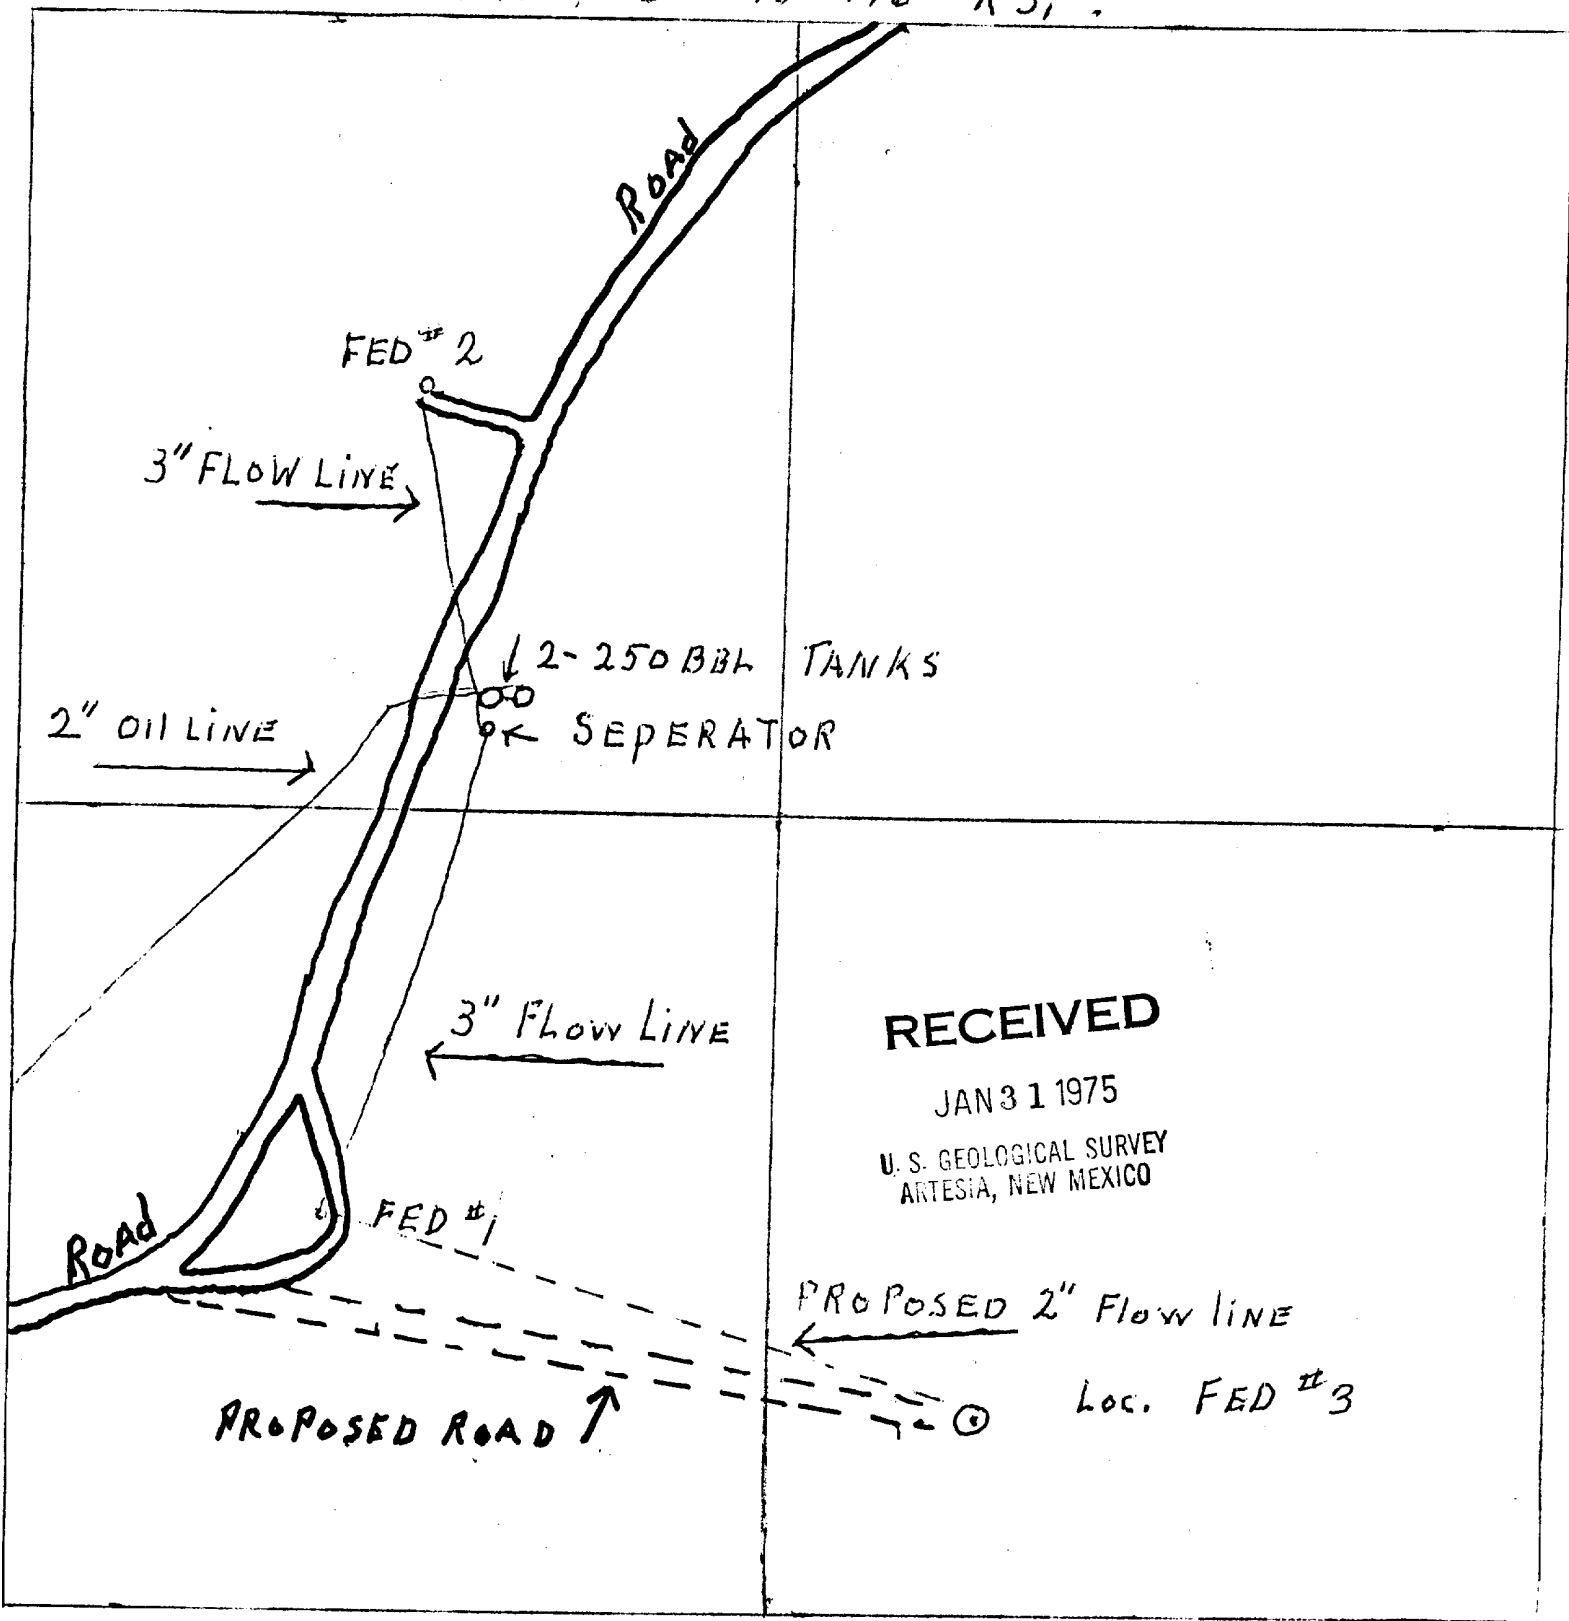 Road
FED # 2
3" FLOW LINE
2-250 BBL TANKS
SEPERATOR
2" OIL LINE
3" FLOW LINE
RECEIVED
JAN 31 1975
U. S. GEOLOGICAL SURVEY
ARTESIA, NEW MEXICO
FED #1
Road
PROPOSED 2" Flow line
Loc. FED #3
PROPOSED ROAD